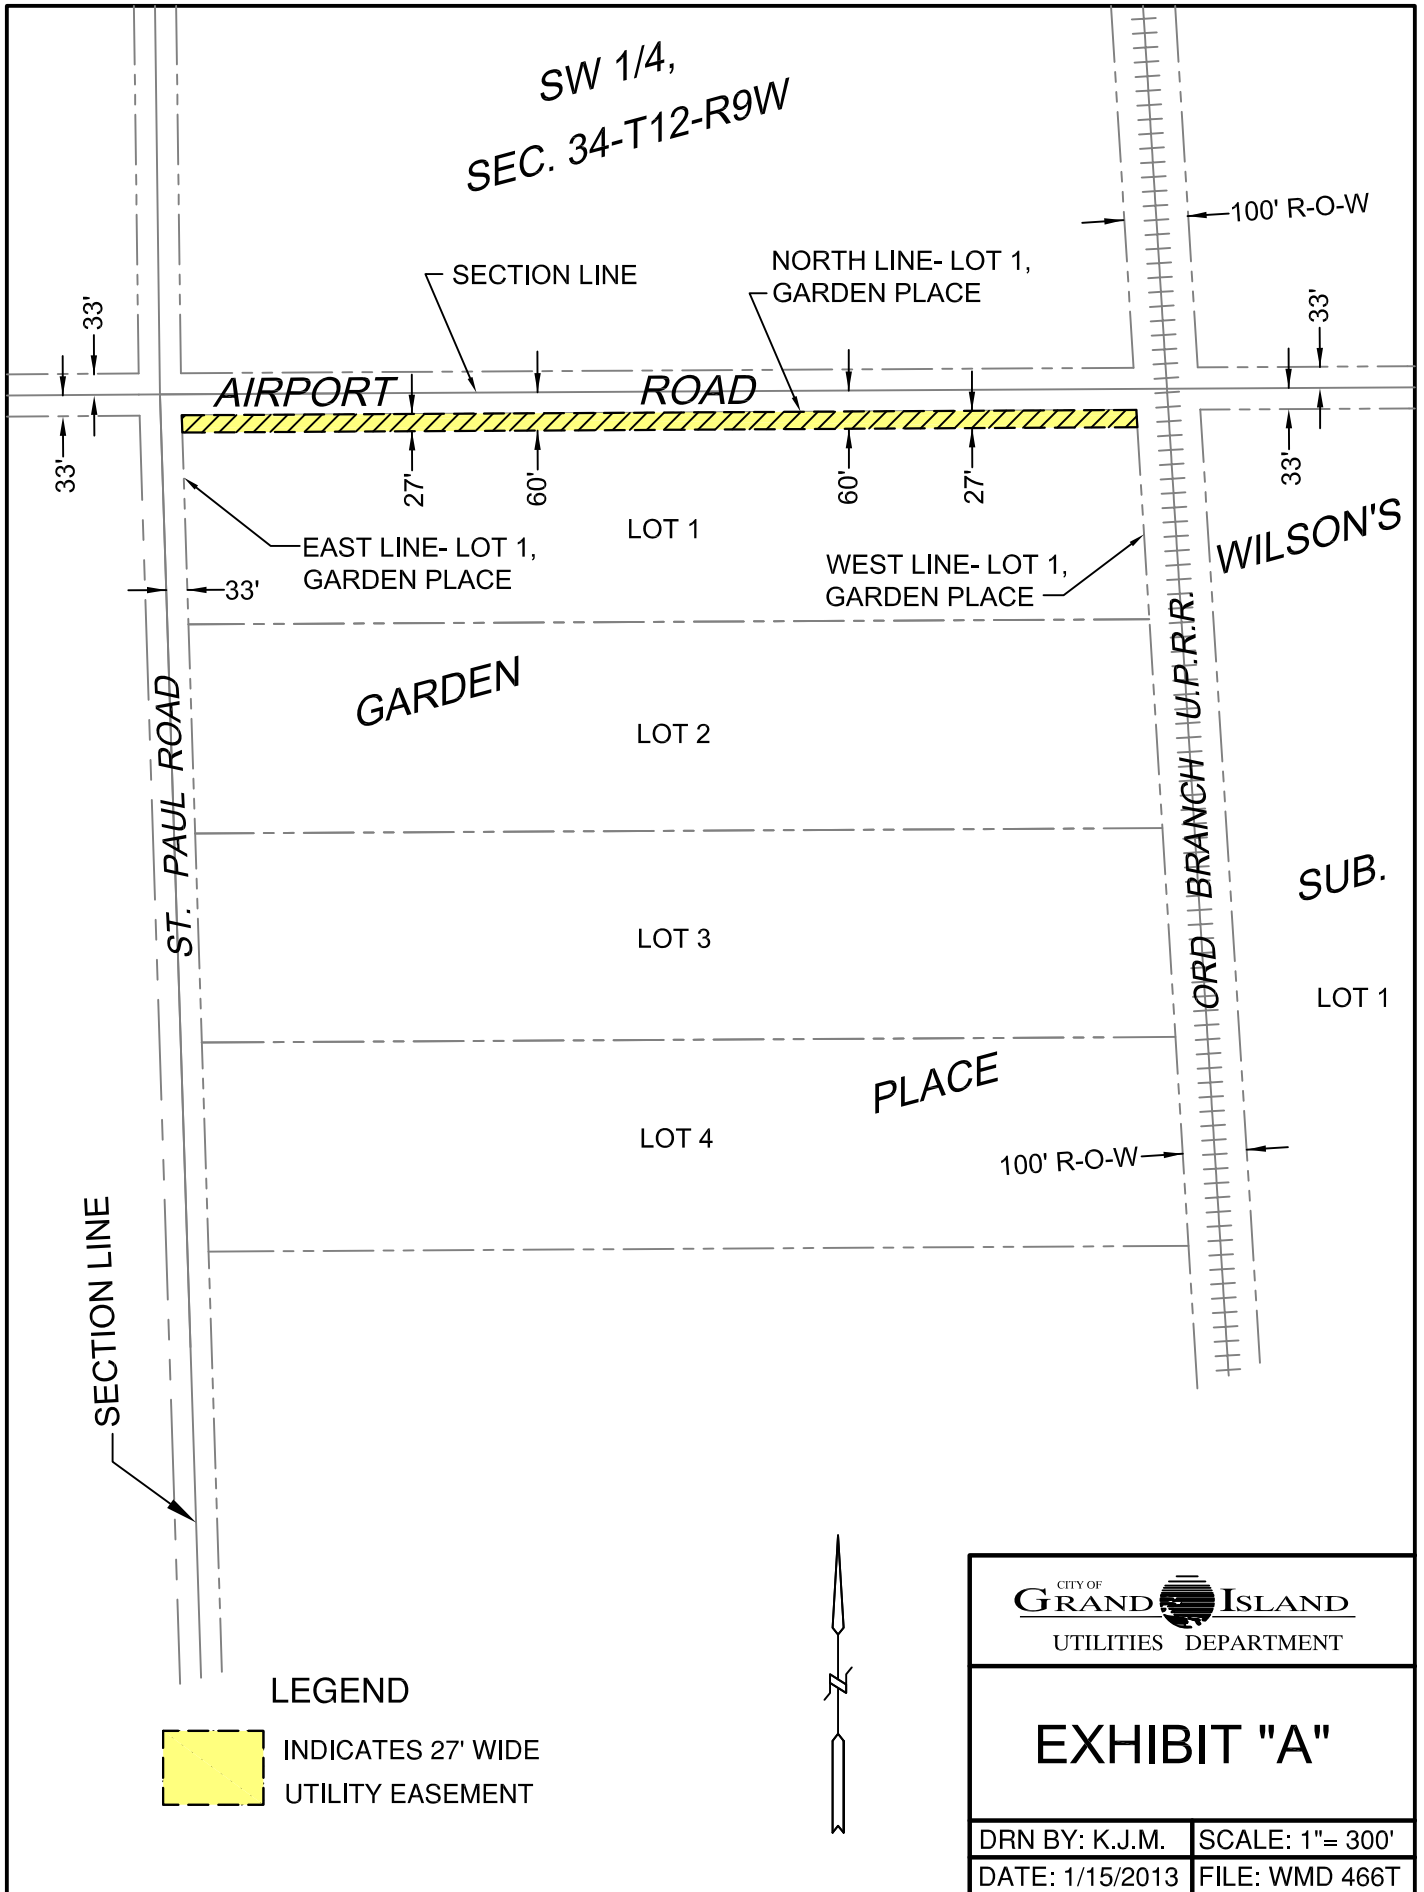 SW 1/4,
SEC. 34-T12-R9W
100' R-O-W
SECTION LINE
NORTH LINE- LOT 1,
GARDEN PLACE
33'
33'
AIRPORT ROAD
33'
27'
60'
60'
27'
33'
LOT 1
EAST LINE- LOT 1,
GARDEN PLACE
WEST LINE- LOT 1,
GARDEN PLACE
WILSON'S
33'
GARDEN
ST. PAUL ROAD
LOT 2
ORD BRANCH U.P.R.R.
SUB.
LOT 3
LOT 1
PLACE
LOT 4
100' R-O-W
SECTION LINE
LEGEND
INDICATES 27' WIDE
UTILITY EASEMENT
CITY OF
GRAND ISLAND
UTILITIES DEPARTMENT
EXHIBIT "A"
DRN BY: K.J.M. SCALE: 1"= 300'
DATE: 1/15/2013 FILE: WMD 466T